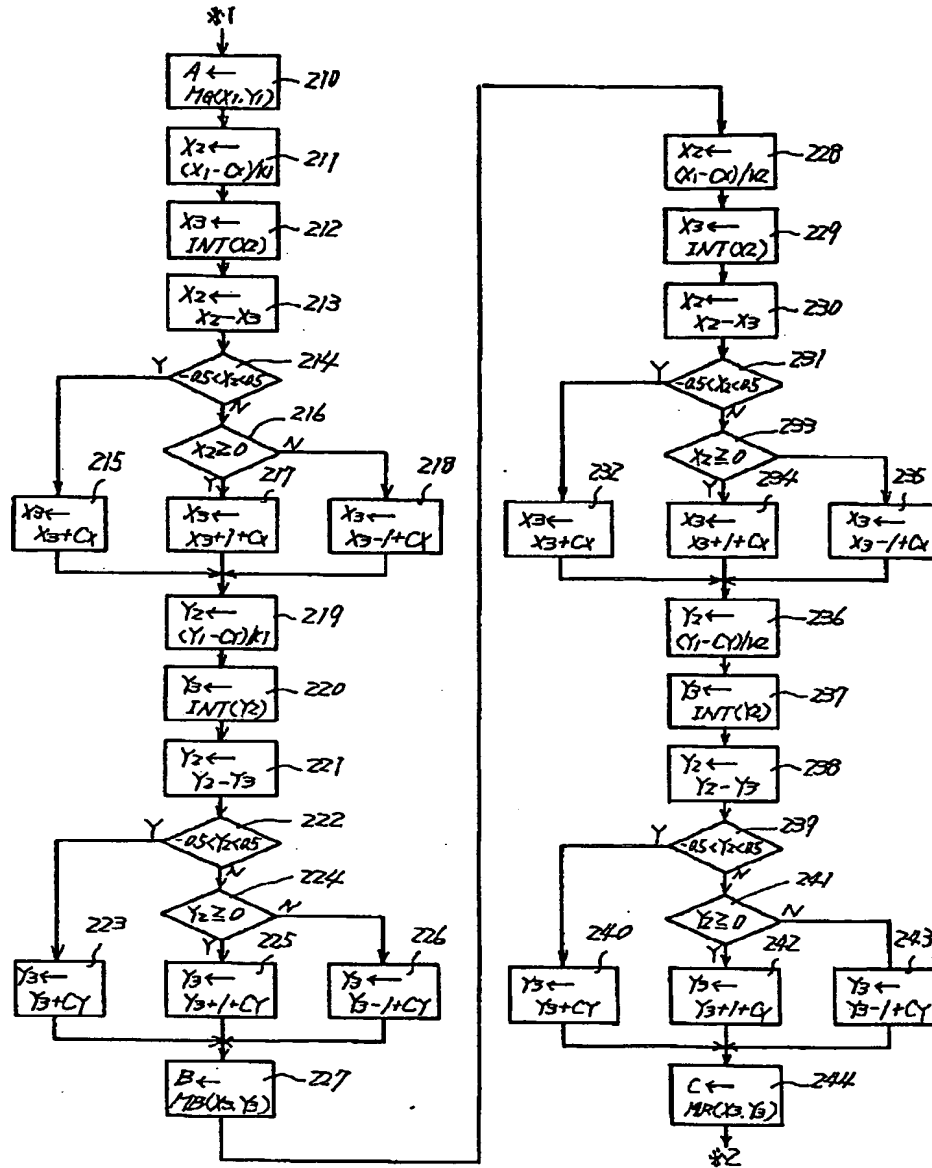 *1
A ←
MG(X1,Y1)
210
X2 ←
(X1-CX)/K1
211
X3 ←
INT(X2)
212
X2 ←
X2-X3
213
214
Y
-0.5<X2<0.5
N
216
X2≧0
N
Y
215
X3 ←
X3+CX
217
X3 ←
X3+1+CX
218
X3 ←
X3-1+CX
Y2 ←
(Y1-CY)/K1
219
Y3 ←
INT(Y2)
220
Y2 ←
Y2-Y3
221
222
Y
-0.5<Y2<0.5
N
224
Y2≧0
N
Y
223
Y3 ←
Y3+CY
225
Y3 ←
Y3+1+CY
226
Y3 ←
Y3-1+CY
B ←
MB(X3,Y3)
227
X2 ←
(X1-CX)/K2
228
X3 ←
INT(X2)
229
X2 ←
X2-X3
230
231
Y
-0.5<X2<0.5
N
233
X2≧0
Y
232
X3 ←
X3+CX
234
X3 ←
X3+1+CX
235
X3 ←
X3-1+CX
Y2 ←
(Y1-CY)/K2
236
Y3 ←
INT(Y2)
237
Y2 ←
Y2-Y3
238
239
Y
-0.5<Y2<0.5
N
241
Y2≧0
N
Y
240
Y3 ←
Y3+CY
242
Y3 ←
Y3+1+CY
243
Y3 ←
Y3-1+CY
C ←
MR(X3,Y3)
244
*2